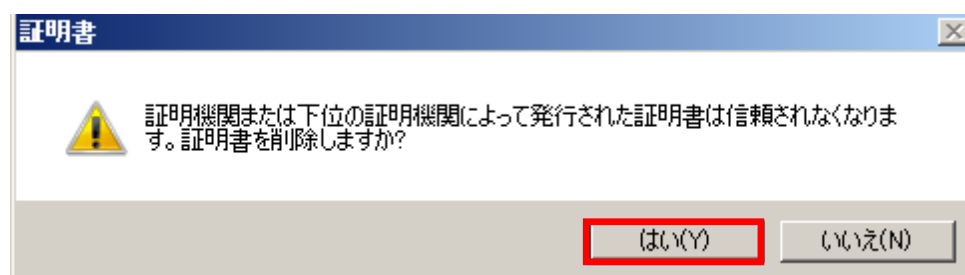 証明書
証明機関または下位の証明機関によって発行された証明書は信頼されなくなりま
す。証明書を削除しますか?
はい(Y)
いいえ(N)